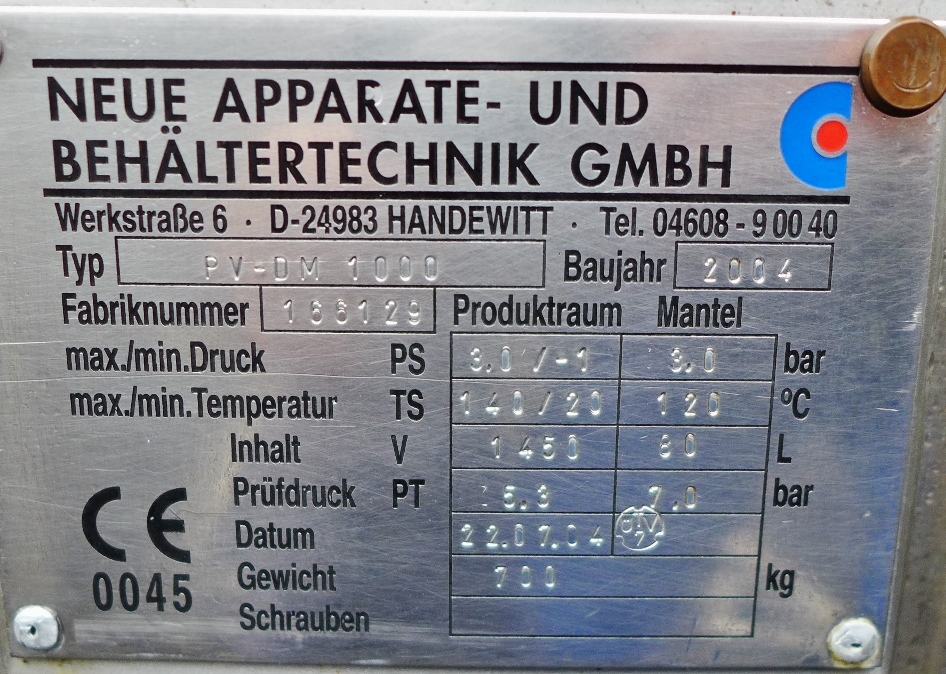 NEUE APPARATE- UND
BEHÄLTERTECHNIK GMBH
Werkstraße 6 · D-24983 HANDEWITT · Tel. 04608 - 9 00 40
Typ PV-DM 1000 Baujahr 2004
Fabriknummer 166129 Produktraum Mantel
max./min.Druck PS 3.0/-1 3.0 bar
max./min.Temperatur TS 140/20 120 °C
Inhalt V 1450 80 L
Prüfdruck PT 5.3 7.0 bar
Datum 22.07.04
Gewicht 700 kg
Schrauben
CE
0045